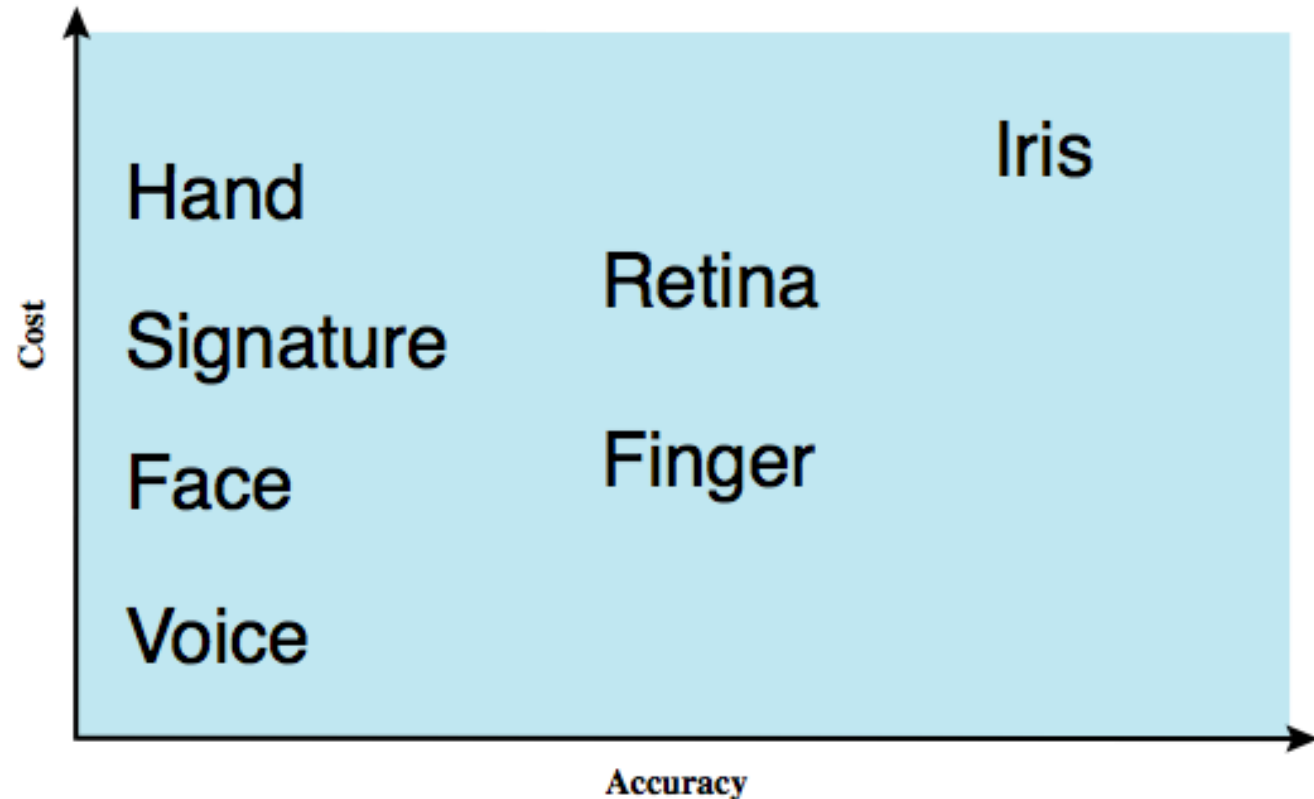 Iris
Hand
Retina
Signature
Cost
Finger
Face
Voice
Accuracy